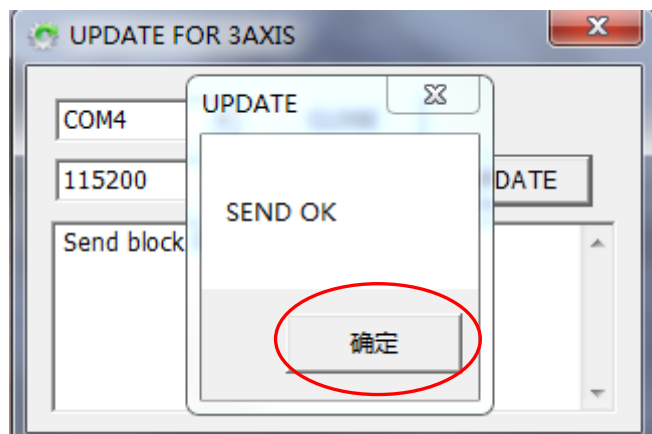 UPDATE FOR 3AXIS
UPDATE
COM4
115200
DATE
SEND OK
Send block
确定